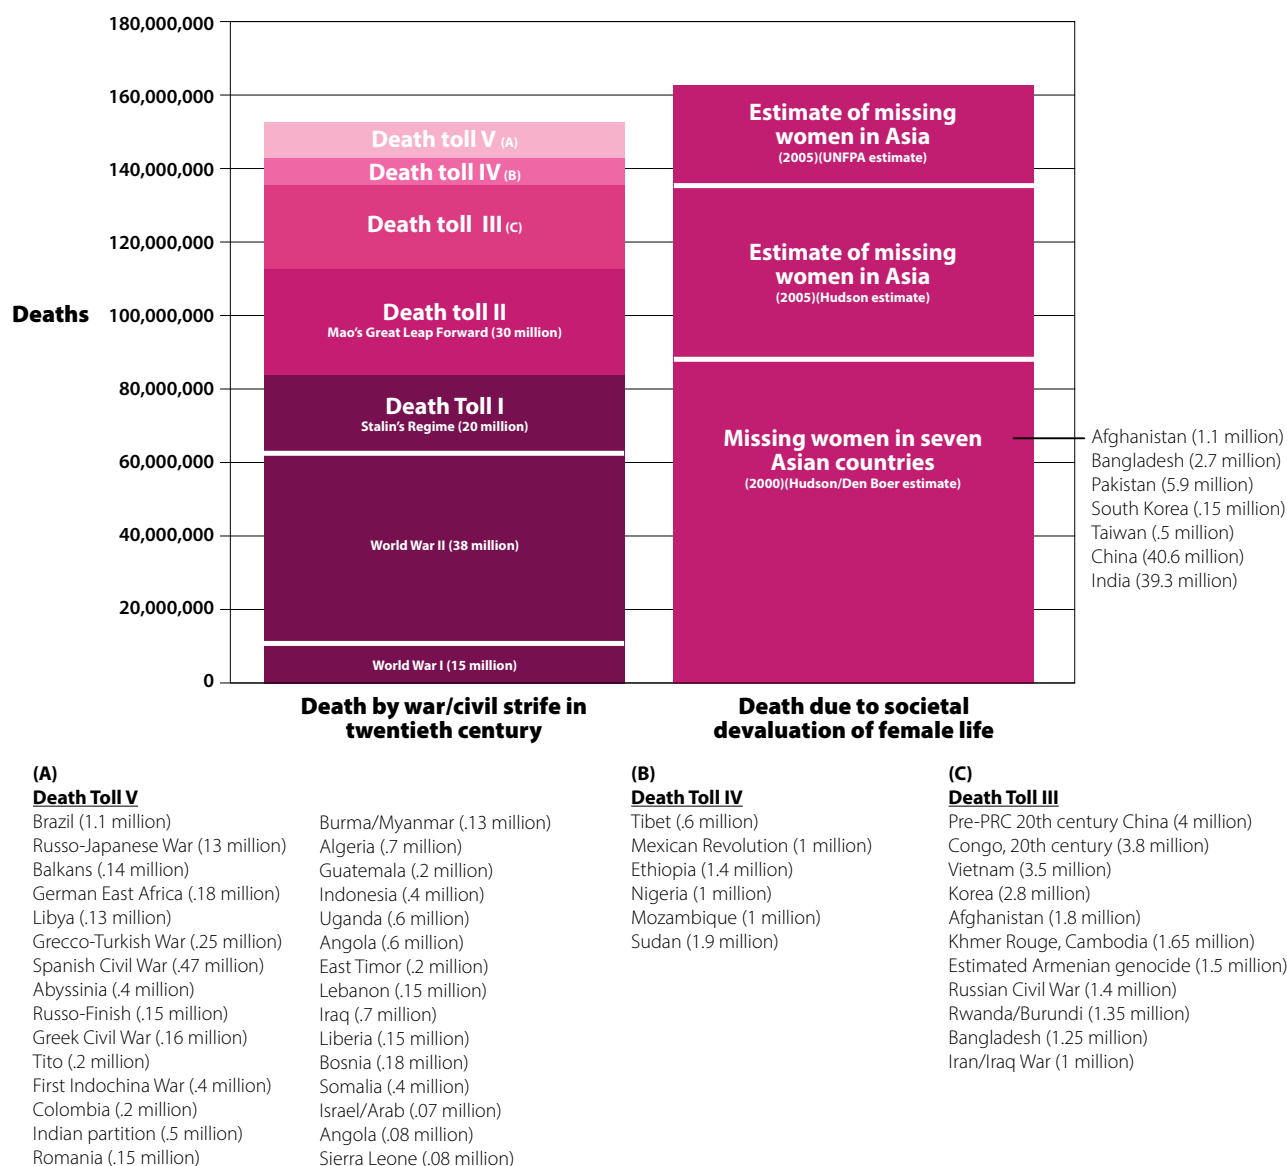 180,000,000
160,000,000
140,000,000
120,000,000
Deaths 100,000,000
80,000,000
60,000,000
40,000,000
20,000,000
0
Death toll V (A)
Death toll IV (B)
Death toll III (C)
Death toll II
Mao's Great Leap Forward (30 million)
Death Toll I
Stalin's Regime (20 million)
World War II (38 million)
World War I (15 million)
Estimate of missing
women in Asia
(2005)(UNFPA estimate)
Estimate of missing
women in Asia
(2005)(Hudson estimate)
Missing women in seven
Asian countries
(2000)(Hudson/Den Boer estimate)
Afghanistan (1.1 million)
Bangladesh (2.7 million)
Pakistan (5.9 million)
South Korea (.15 million)
Taiwan (.5 million)
China (40.6 million)
India (39.3 million)
Death by war/civil strife in
twentieth century
Death due to societal
devaluation of female life
(A)
Death Toll V
Brazil (1.1 million)
Russo-Japanese War (13 million)
Balkans (.14 million)
German East Africa (.18 million)
Libya (.13 million)
Grecco-Turkish War (.25 million)
Spanish Civil War (.47 million)
Abyssinia (.4 million)
Russo-Finish (.15 million)
Greek Civil War (.16 million)
Tito (.2 million)
First Indochina War (.4 million)
Colombia (.2 million)
Indian partition (.5 million)
Romania (.15 million)
Burma/Myanmar (.13 million)
Algeria (.7 million)
Guatemala (.2 million)
Indonesia (.4 million)
Uganda (.6 million)
Angola (.6 million)
East Timor (.2 million)
Lebanon (.15 million)
Iraq (.7 million)
Liberia (.15 million)
Bosnia (.18 million)
Somalia (.4 million)
Israel/Arab (.07 million)
Angola (.08 million)
Sierra Leone (.08 million)
(B)
Death Toll IV
Tibet (.6 million)
Mexican Revolution (1 million)
Ethiopia (1.4 million)
Nigeria (1 million)
Mozambique (1 million)
Sudan (1.9 million)
(C)
Death Toll III
Pre-PRC 20th century China (4 million)
Congo, 20th century (3.8 million)
Vietnam (3.5 million)
Korea (2.8 million)
Afghanistan (1.8 million)
Khmer Rouge, Cambodia (1.65 million)
Estimated Armenian genocide (1.5 million)
Russian Civil War (1.4 million)
Rwanda/Burundi (1.35 million)
Bangladesh (1.25 million)
Iran/Iraq War (1 million)